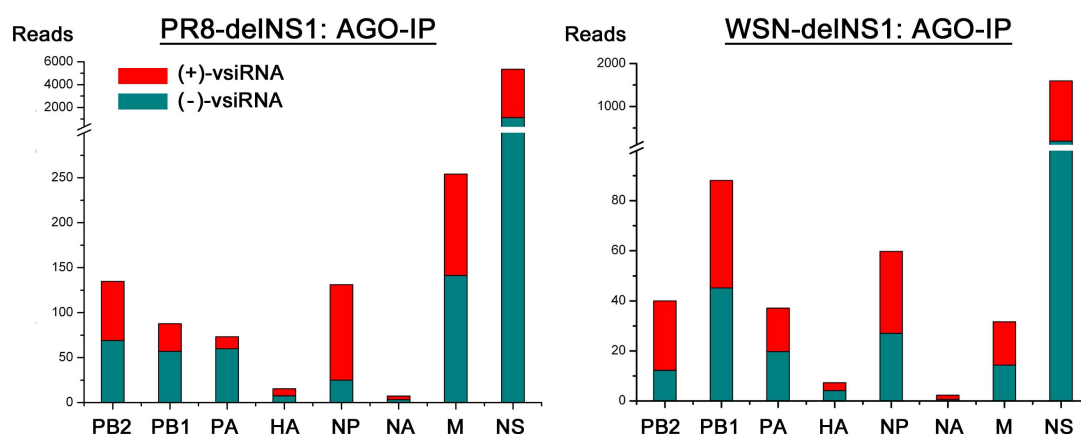 PR8-delNS1: AGO-IP
Reads
6000
4000
2000
250
200
150
100
50
0
(+)-vsiRNA
(-)-vsiRNA
PB2 PB1 PA HA NP NA M NS
WSN-delNS1: AGO-IP
Reads
2000
1000
80
60
40
20
0
PB2 PB1 PA HA NP NA M NS